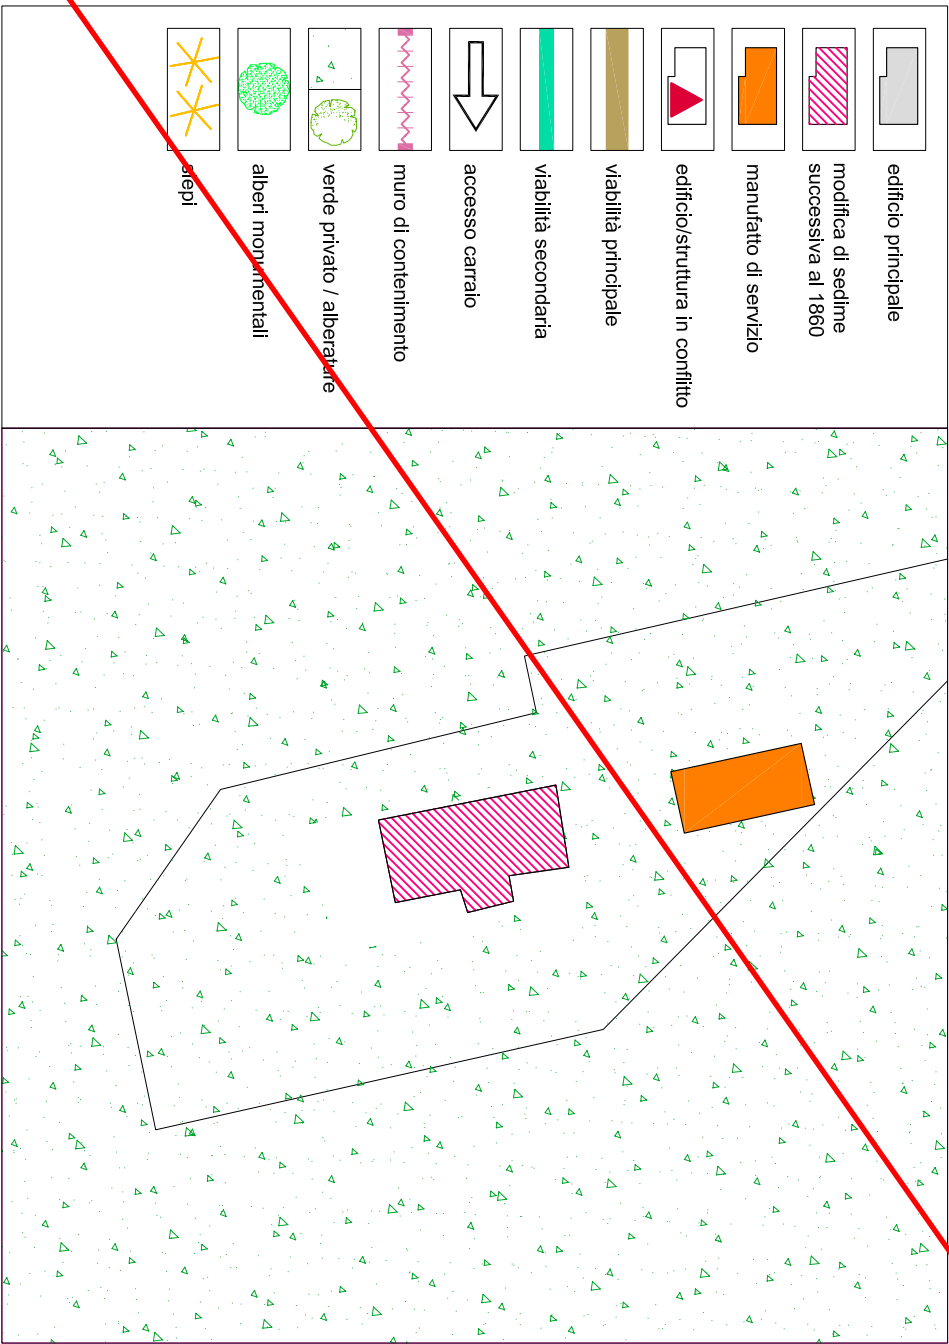 edificio principale
modifica di sedime
successiva al 1860
manufatto di servizio
edificio/struttura in conflitto
viabilità principale
viabilità secondaria
accesso carraio
muro di contenimento
verde privato / alberature
alberi monumentali
siepi